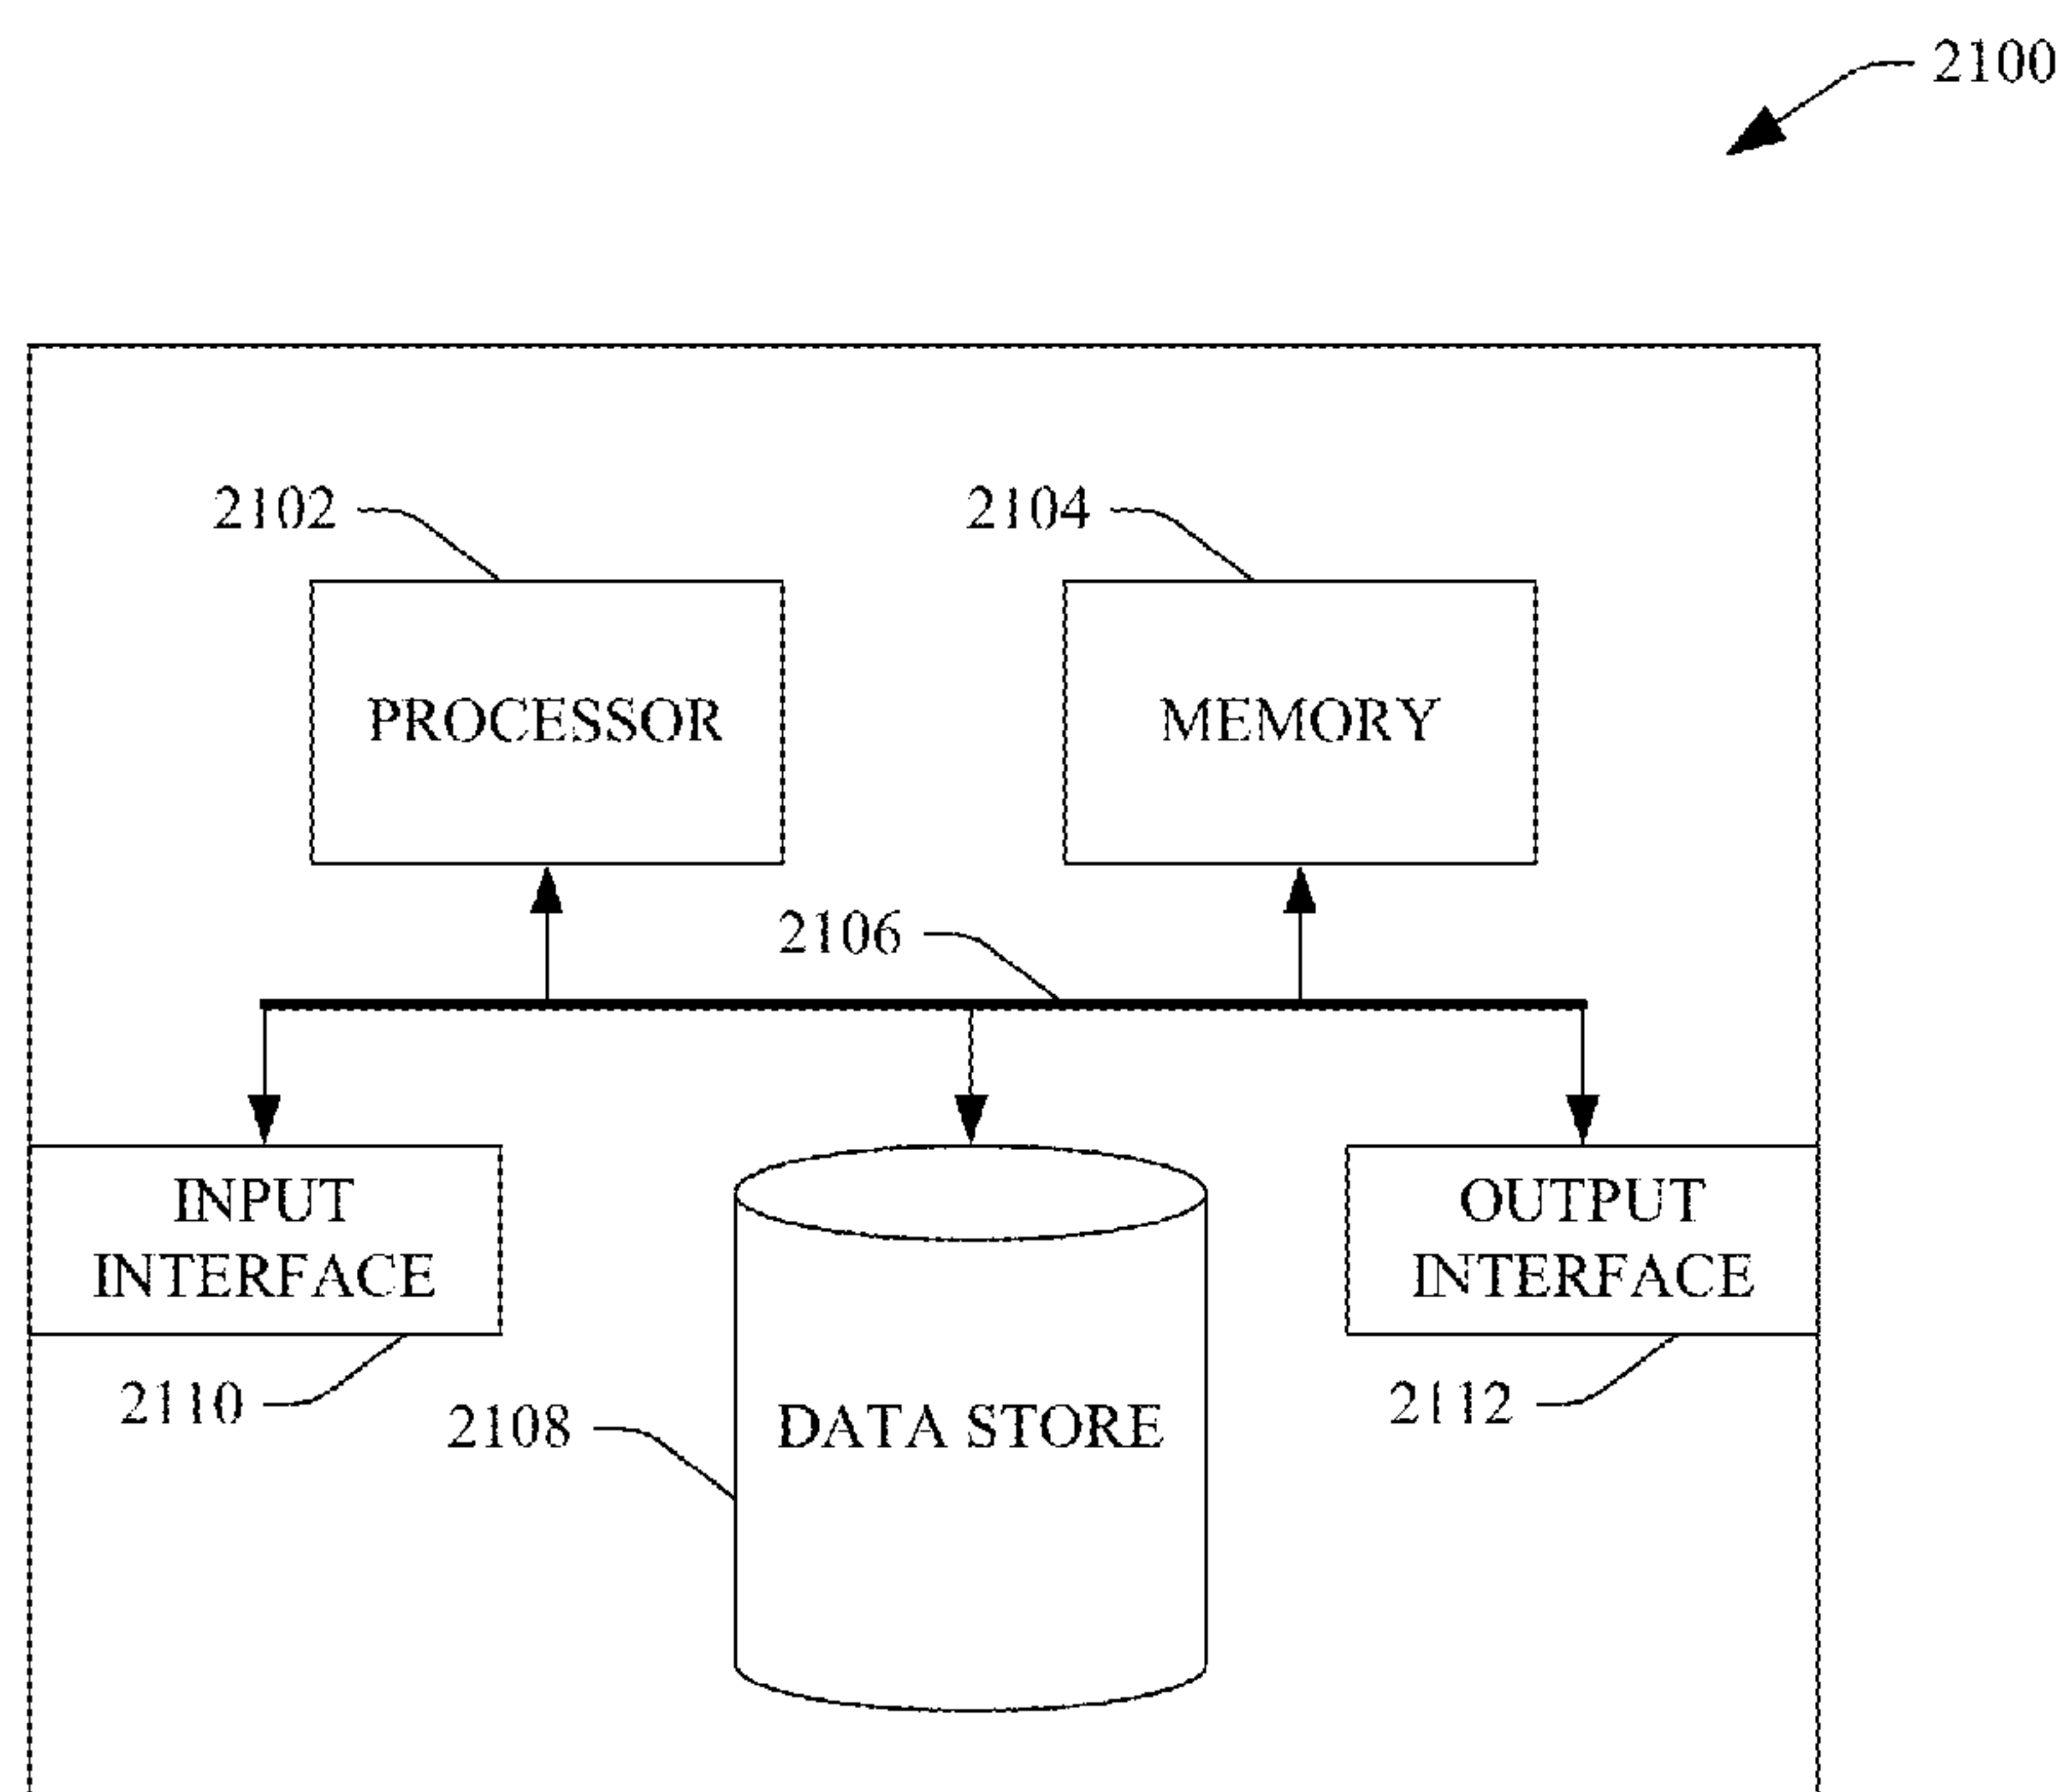 2100
2102
2104
PROCESSOR
MEMORY
2106
INPUT
INTERFACE
OUTPUT
INTERFACE
2110
2108
DATA STORE
2112